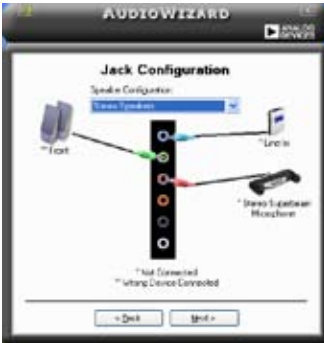 AUDIOWIZARD
ANALOG
DEVICES
Jack Configuration
Speaker Configuration:
Stereo Speakers
**Front
*Line In
*Stereo Superbeam
Microphone
*Not Connected
**Wrong Device Connected
< Back
Next >